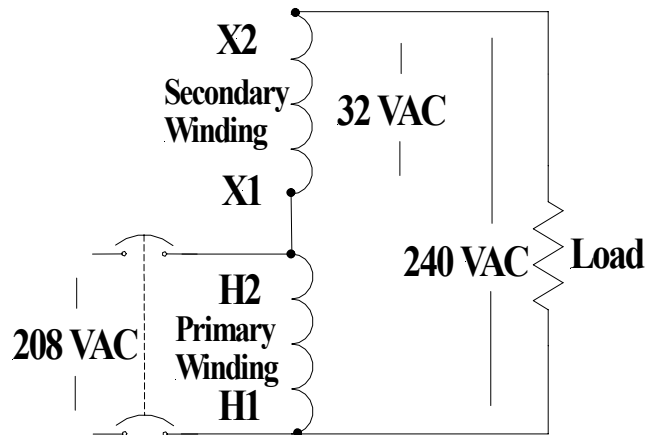 X2
Secondary
Winding
32 VAC
X1
240 VAC
Load
H2
Primary
208 VAC
Winding
H1